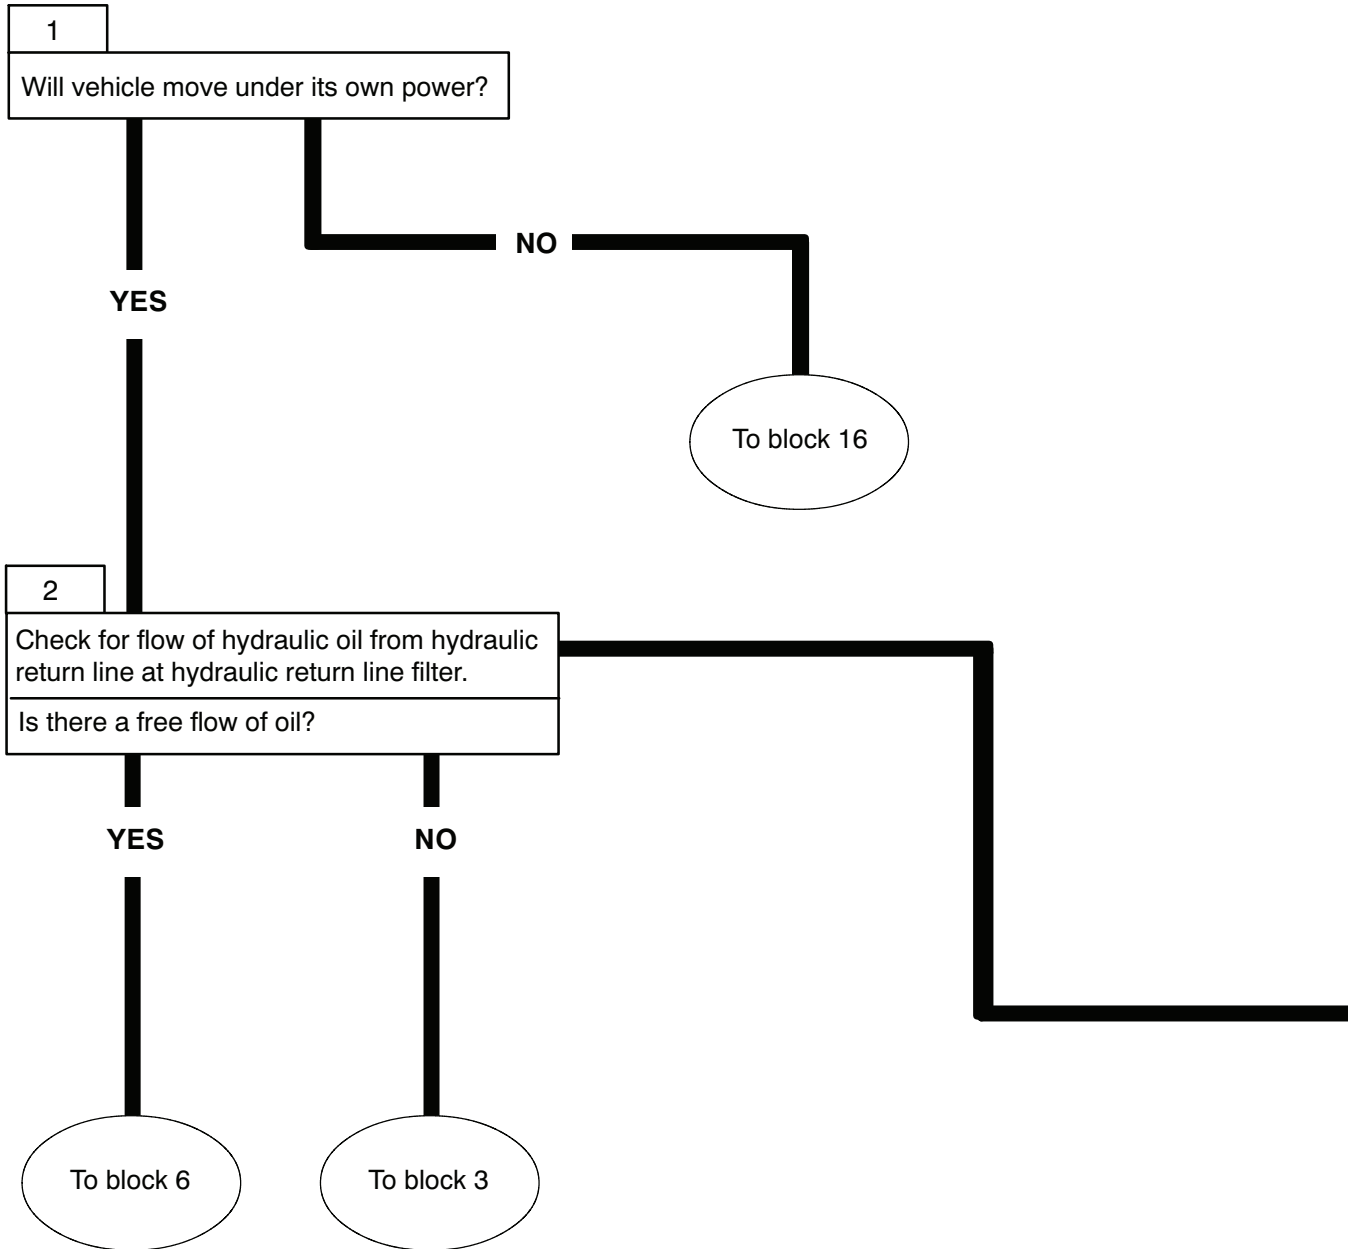 1
Will vehicle move under its own power?
NO
YES
To block 16
2
Check for flow of hydraulic oil from hydraulic
return line at hydraulic return line filter.
Is there a free flow of oil?
YES
NO
To block 6
To block 3